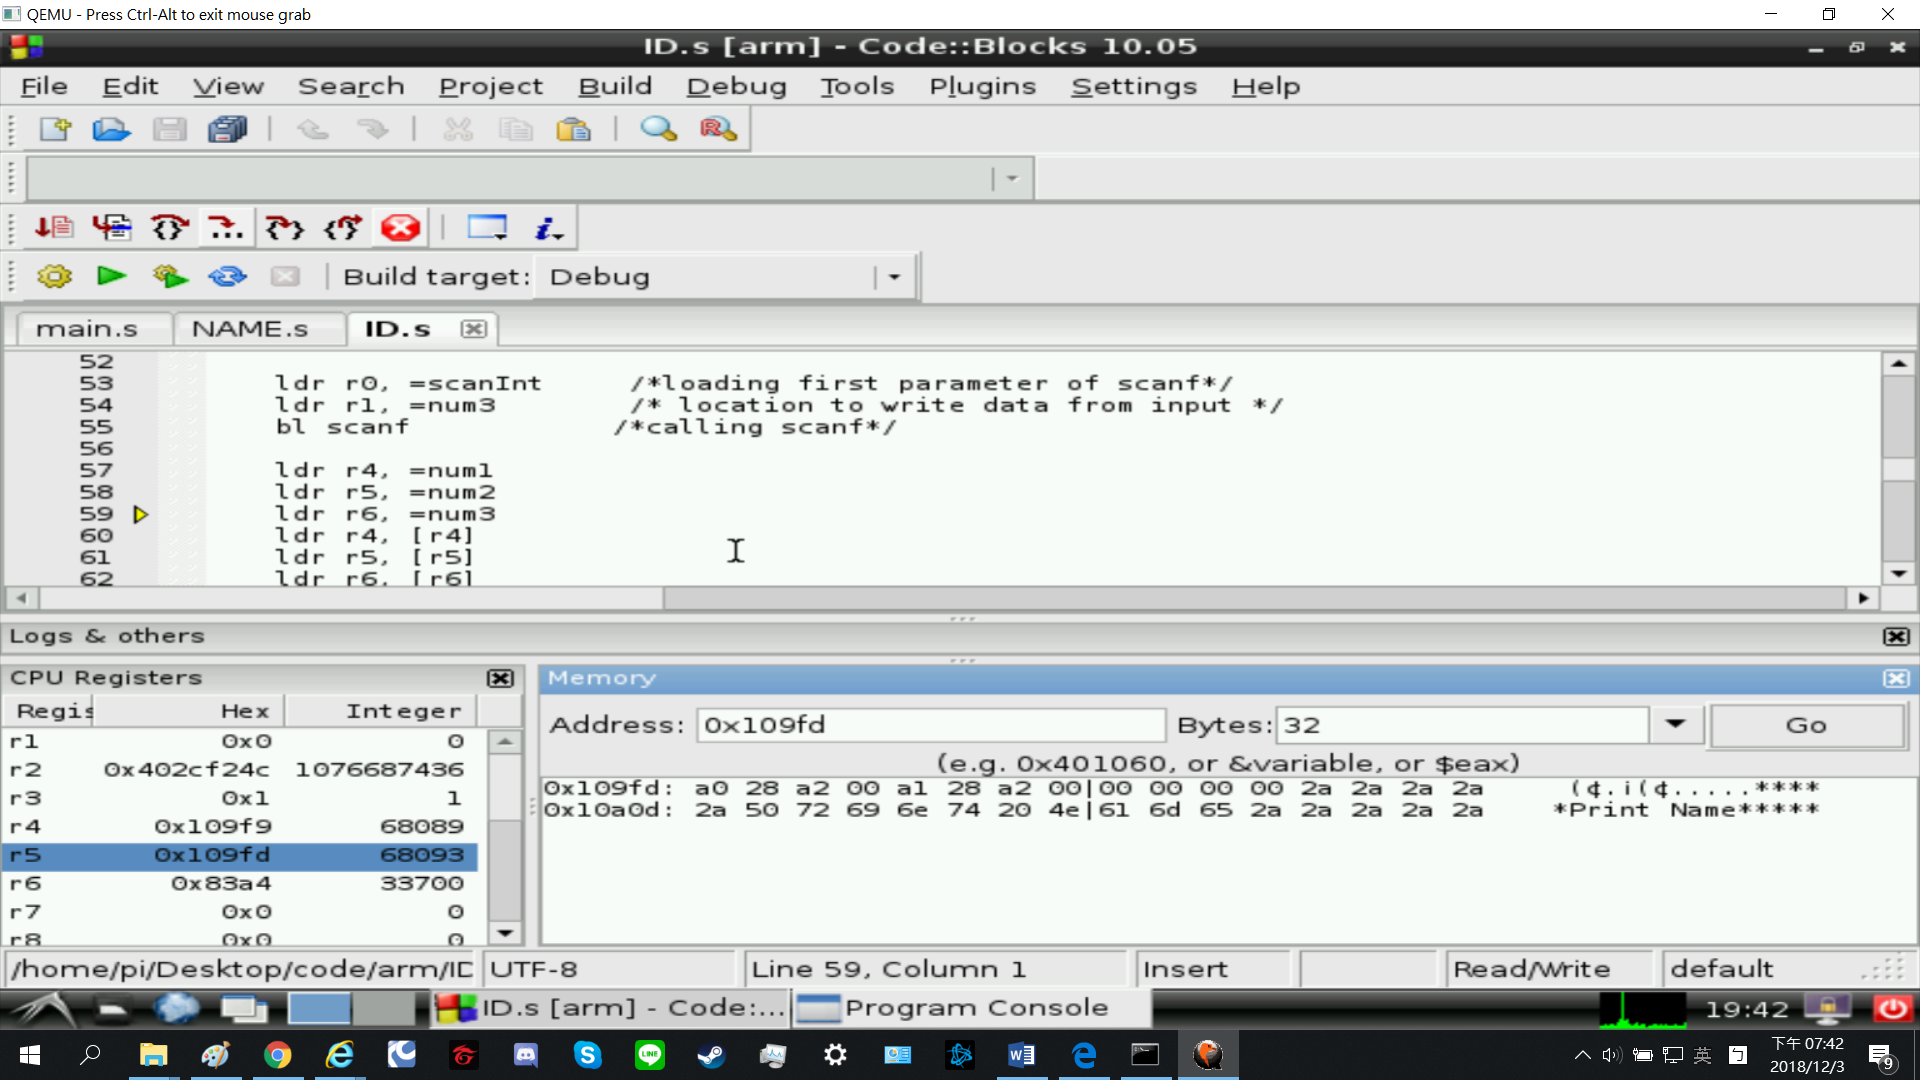 QEMU - Press Ctrl-Alt to exit mouse grab
ID.s [arm] - Code::Blocks 10.05
File Edit View Search Project Build Debug Tools Plugins Settings Help
Build target: Debug
main.s NAME.s ID.s
52
53 ldr r0, =scanInt /*loading first parameter of scanf*/
54 ldr r1, =num3 /* location to write data from input */
55 bl scanf /*calling scanf*/
56
57 ldr r4, =num1
58 ldr r5, =num2
59 ldr r6, =num3
60 ldr r4, [r4]
61 ldr r5, [r5]
62 ldr r6, [r6]
Logs & others
CPU Registers
Regis Hex Integer
r1 0x0 0
r2 0x402cf24c 1076687436
r3 0x1 1
r4 0x109f9 68089
r5 0x109fd 68093
r6 0x83a4 33700
r7 0x0 0
r8 0x0 0
Memory
Address: 0x109fd Bytes: 32 Go
(e.g. 0x401060, or &variable, or $eax)
0x109fd: a0 28 a2 00 a1 28 a2 00|00 00 00 00 2a 2a 2a 2a (¢.i(¢.....****
0x10a0d: 2a 50 72 69 6e 74 20 4e|61 6d 65 2a 2a 2a 2a 2a *Print Name*****
/home/pi/Desktop/code/arm/ID UTF-8 Line 59, Column 1 Insert Read/Write default
ID.s [arm] - Code:... Program Console 19:42
英 下午 07:42
2018/12/3
9